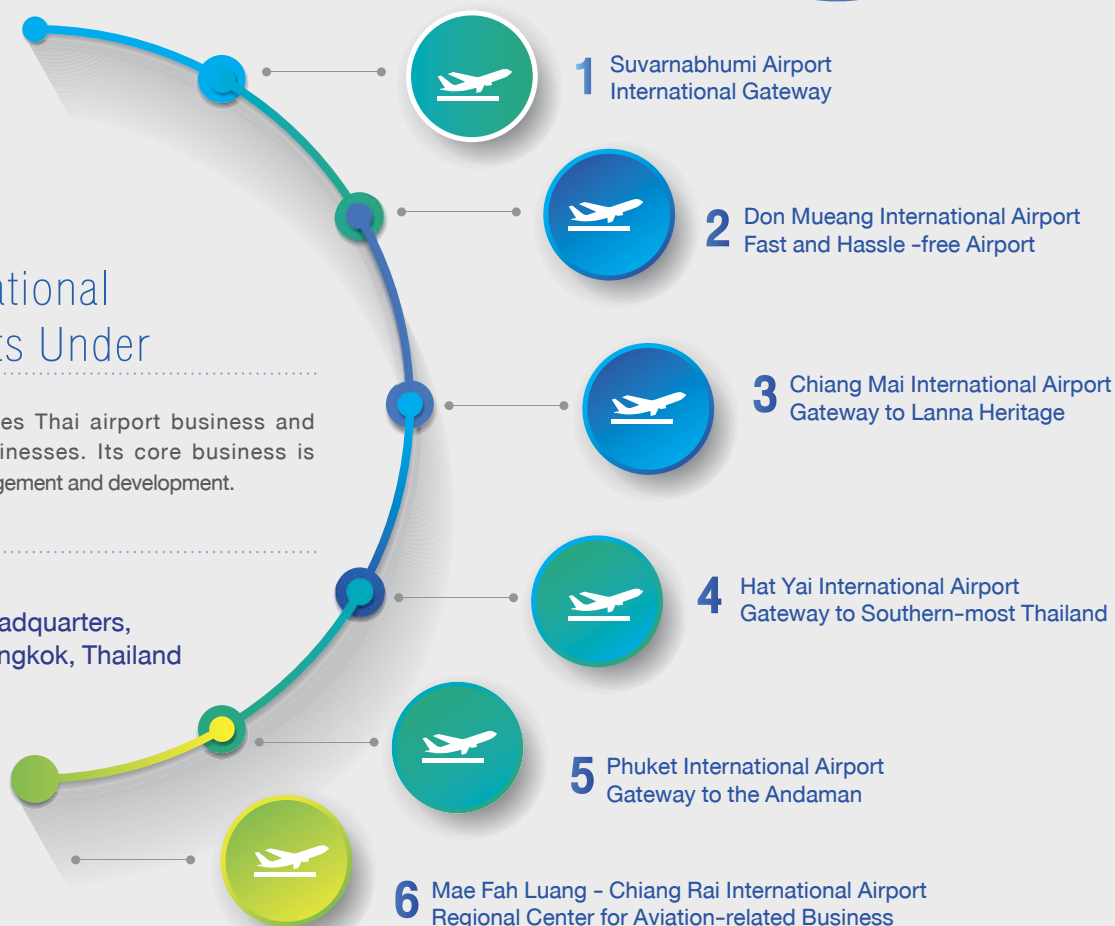 1 Suvarnabhumi Airport
International Gateway
2 Don Mueang International Airport
Fast and Hassle -free Airport
ational
ts Under
es Thai airport business and
inesses. Its core business is
gement and development.
3 Chiang Mai International Airport
Gateway to Lanna Heritage
4 Hat Yai International Airport
Gateway to Southern-most Thailand
adquarters,
ngkok, Thailand
5 Phuket International Airport
Gateway to the Andaman
6 Mae Fah Luang - Chiang Rai International Airport
Regional Center for Aviation-related Business